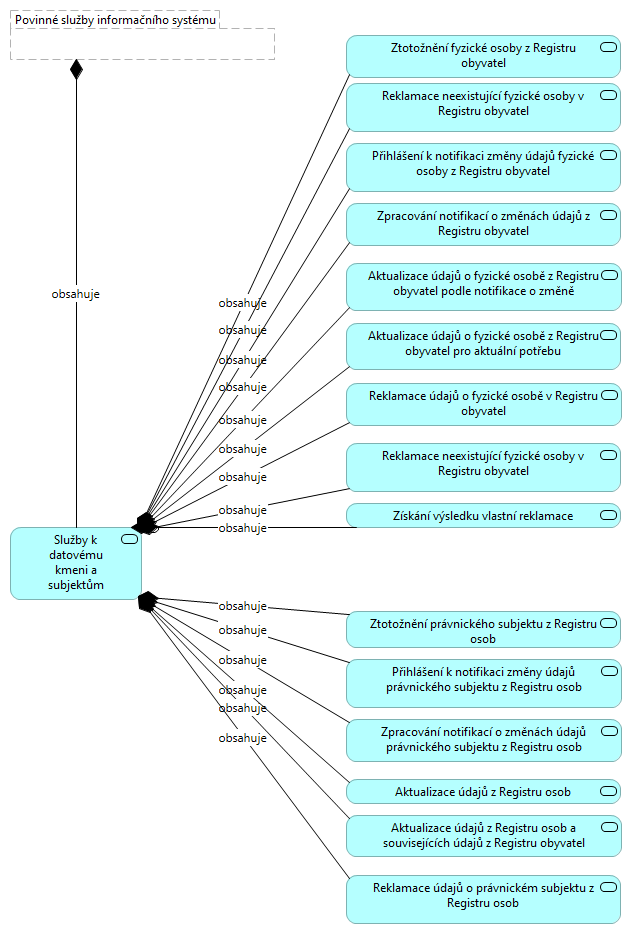 Povinné služby informačního systému
obsahuje
Ztotožnění fyzické osoby z Registru
obyvatel
Reklamace neexistující fyzické osoby v
Registru obyvatel
Přihlášení k notifikaci změny údajů fyzické
osoby z Registru obyvatel
Zpracování notifikací o změnách údajů z
Registru obyvatel
Aktualizace údajů o fyzické osobě z Registru
obyvatel podle notifikace o změně
Aktualizace údajů o fyzické osobě z Registru
obyvatel pro aktuální potřebu
Reklamace údajů o fyzické osobě v Registru
obyvatel
Reklamace neexistující fyzické osoby v
Registru obyvatel
Získání výsledku vlastní reklamace
obsahuje
obsahuje
obsahuje
obsahuje
obsahuje
obsahuje
obsahuje
obsahuje
obsahuje
Služby k
datovému
kmeni a
subjektům
obsahuje
obsahuje
obsahuje
obsahuje
obsahuje
obsahuje
Ztotožnění právnického subjektu z Registru
osob
Přihlášení k notifikaci změny údajů
právnického subjektu z Registru osob
Zpracování notifikací o změnách údajů
právnického subjektu z Registru osob
Aktualizace údajů z Registru osob
Aktualizace údajů z Registru osob a
souvisejících údajů z Registru obyvatel
Reklamace údajů o právnickém subjektu z
Registru osob